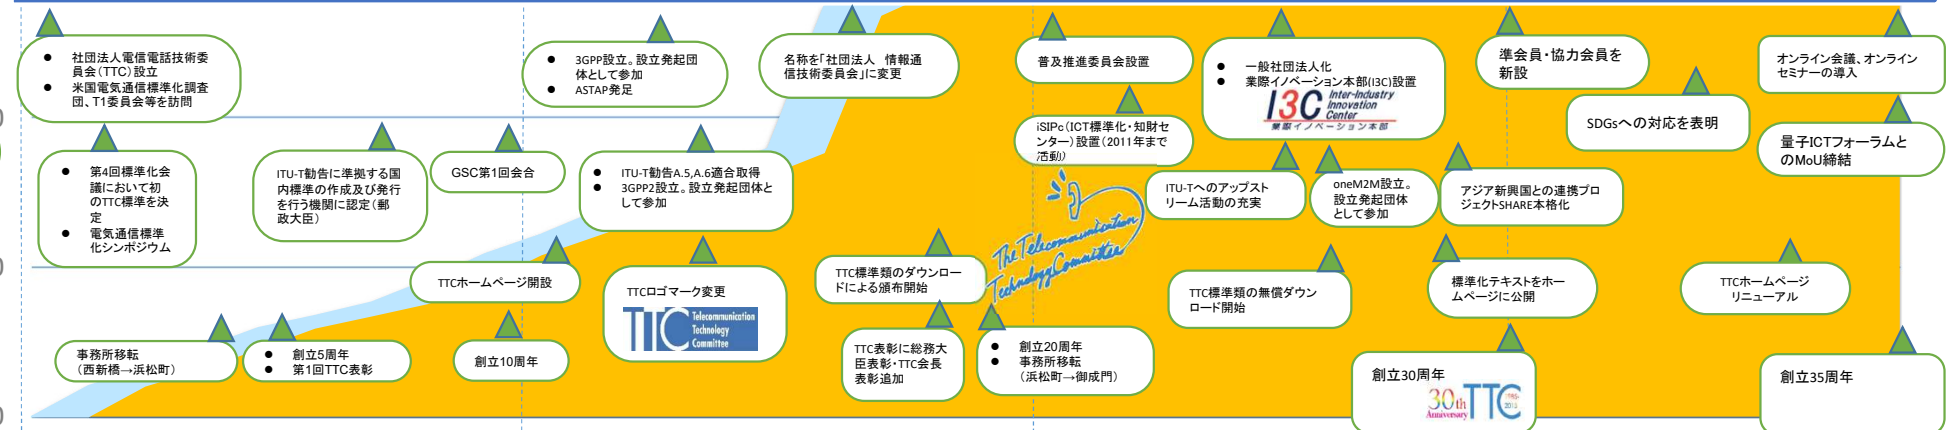 ● 社団法人電信電話技術委
員会(TTC)設立
● 米国電気通信標準化調査
団、T1委員会等を訪問
● 3GPP設立。設立発起団
体として参加
● ASTAP発足
名称を「社団法人 情報通
信技術委員会」に変更
普及推進委員会設置
● 一般社団法人化
● 業際イノベーション本部(I3C)設置
I3C Inter-Industry
Innovation
Center
業際イノベーション本部
準会員・協力会員を
新設
オンライン会議、オンライン
セミナーの導入
● 第4回標準化会
議において初
のTTC標準を決
定
● 電気通信標準
化シンポジウム
ITU-T勧告に準拠する国
内標準の作成及び発行
を行う機関に認定(郵
政大臣)
GSC第1回会合
● ITU-T勧告A.5,A.6適合取得
● 3GPP2設立。設立発起団体と
して参加
iSIPc(ICT標準化・知財セ
ンター)設置(2011年まで
活動)
ITU-Tへのアップスト
リーム活動の充実
oneM2M設立。
設立発起団体
として参加
アジア新興国との連携プロ
ジェクトSHARE本格化
SDGsへの対応を表明
量子ICTフォーラムと
のMoU締結
TTCホームページ開設
TTCロゴマーク変更
TTC Telecommunication
Technology
Committee
TTC標準類のダウンロー
ドによる頒布開始
The Telecommunication
Technology Committee
TTC標準類の無償ダウン
ロード開始
標準化テキストをホー
ムページに公開
TTCホームページ
リニューアル
事務所移転
(西新橋→浜松町)
● 創立5周年
● 第1回TTC表彰
創立10周年
TTC表彰に総務大
臣表彰・TTC会長
表彰追加
● 創立20周年
● 事務所移転
(浜松町→御成門)
創立30周年
30th
Anniversary TTC
創立35周年